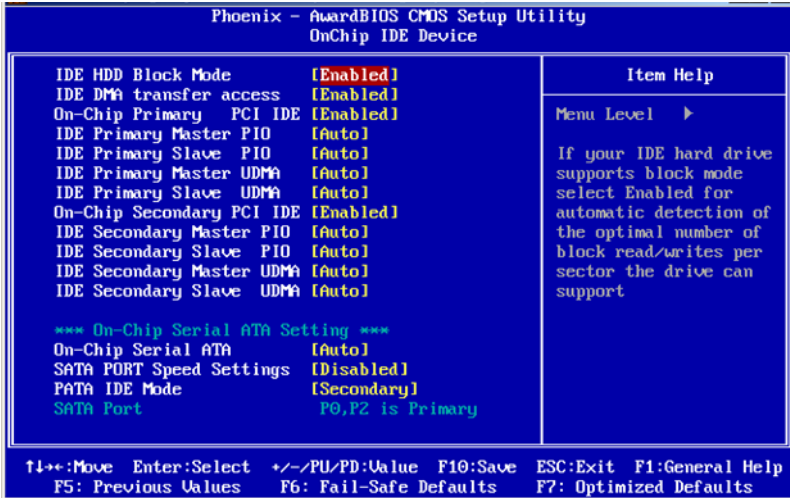 Phoenix - AwardBIOS CMOS Setup Utility
OnChip IDE Device
IDE HDD Block Mode [Enabled]
IDE DMA transfer access [Enabled]
On-Chip Primary PCI IDE [Enabled]
IDE Primary Master PIO [Auto]
IDE Primary Slave PIO [Auto]
IDE Primary Master UDMA [Auto]
IDE Primary Slave UDMA [Auto]
On-Chip Secondary PCI IDE [Enabled]
IDE Secondary Master PIO [Auto]
IDE Secondary Slave PIO [Auto]
IDE Secondary Master UDMA [Auto]
IDE Secondary Slave UDMA [Auto]
*** On-Chip Serial ATA Setting ***
On-Chip Serial ATA [Auto]
SATA PORT Speed Settings [Disabled]
PATA IDE Mode [Secondary]
SATA Port P0,P2 is Primary
Item Help
Menu Level ▶
If your IDE hard drive
supports block mode
select Enabled for
automatic detection of
the optimal number of
block read/writes per
sector the drive can
support
↑↓→←:Move Enter:Select +/-/PU/PD:Value F10:Save ESC:Exit F1:General Help
F5: Previous Values F6: Fail-Safe Defaults F7: Optimized Defaults